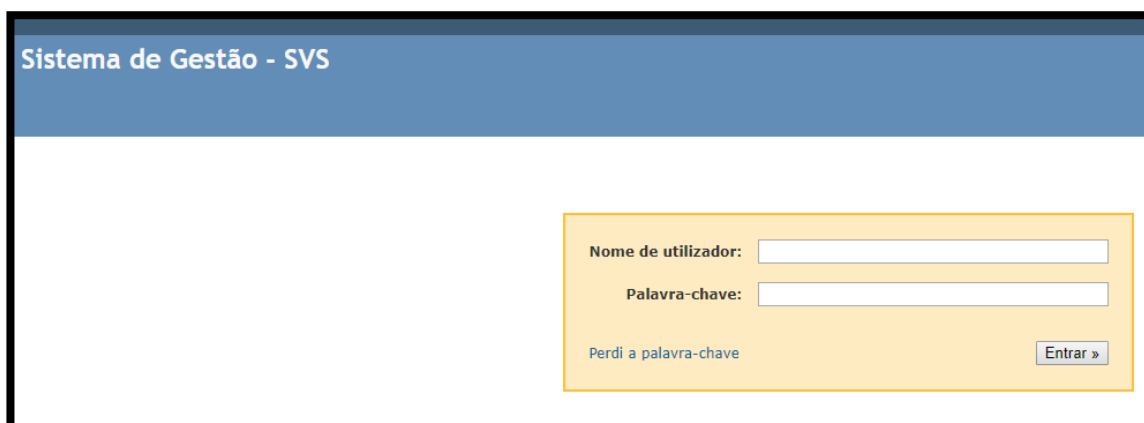 Sistema de Gestão - SVS
Nome de utilizador:
Palavra-chave:
Perdi a palavra-chave
Entrar »